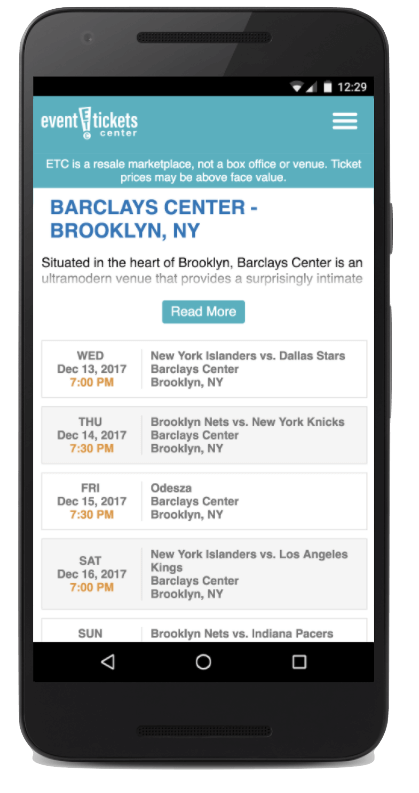 12:29
event ETC tickets
center
ETC is a resale marketplace, not a box office or venue. Ticket
prices may be above face value.
BARCLAYS CENTER -
BROOKLYN, NY
Situated in the heart of Brooklyn, Barclays Center is an
ultramodern venue that provides a surprisingly intimate
Read More
WED
Dec 13, 2017
7:00 PM
New York Islanders vs. Dallas Stars
Barclays Center
Brooklyn, NY
THU
Dec 14, 2017
7:30 PM
Brooklyn Nets vs. New York Knicks
Barclays Center
Brooklyn, NY
FRI
Dec 15, 2017
7:30 PM
Odesza
Barclays Center
Brooklyn, NY
SAT
Dec 16, 2017
7:00 PM
New York Islanders vs. Los Angeles
Kings
Barclays Center
Brooklyn, NY
SUN
Brooklyn Nets vs. Indiana Pacers